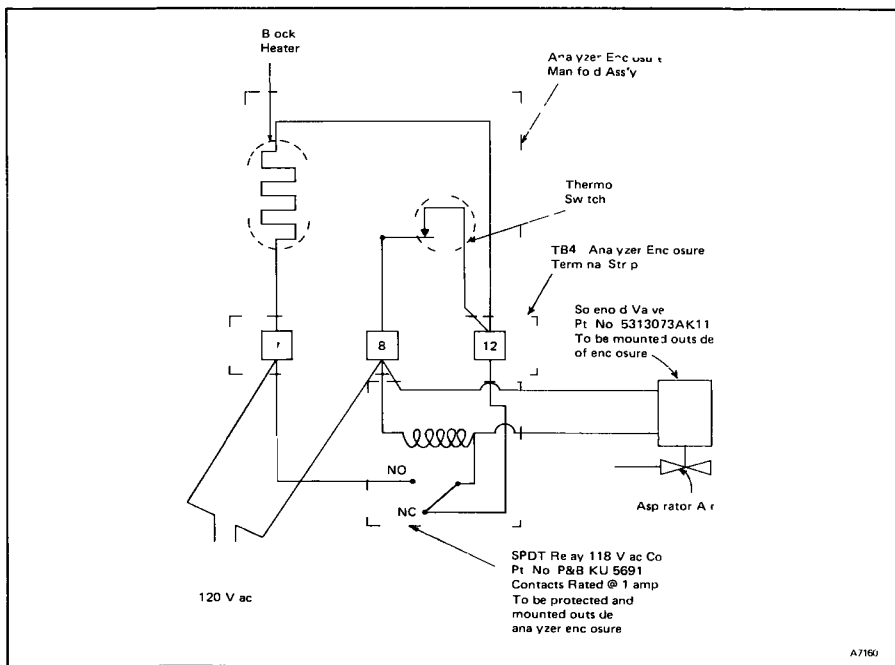 B ock
Heater
Ana yzer Enc osu e
Man fo d Ass'y
Thermo
Sw tch
TB4 Ana yzer Enc osure
Term na Str p
So eno d Va ve
Pt No 5313073AK11
To be mounted outs de
of enc osure
8
12
NO
NC
Asp rator A r
SPDT Re ay 118 V ac Co
Pt No P&B KU 5691
Contacts Rated @ 1 amp
To be protected and
mounted outs de
ana yzer enc osure
120 V ac
A7160